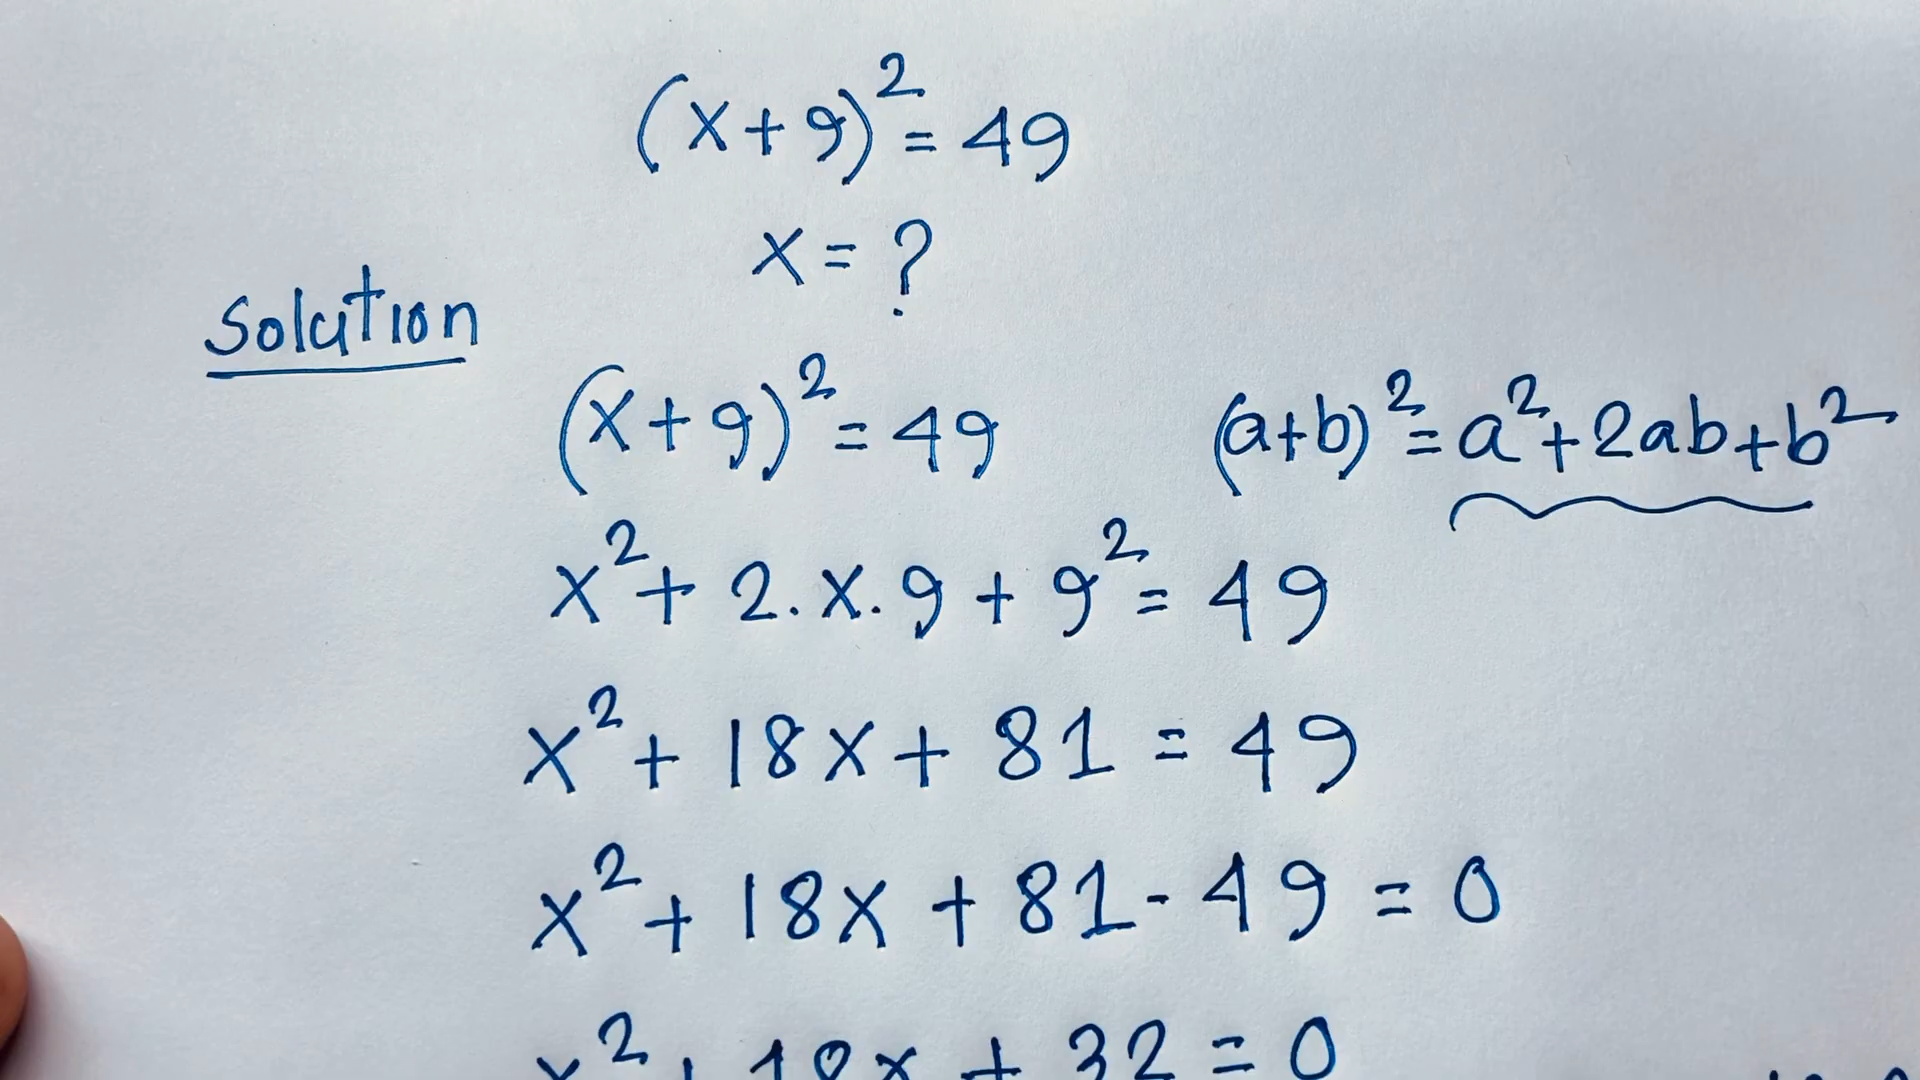 (x+9)² = 49
x = ?
Solution
(x+9)² = 49
(a+b)² = a²+2ab+b²
x² + 2.x.9 + 9² = 49
x² + 18x + 81 = 49
x² + 18x + 81 - 49 = 0
x² + 18x + 32 = 0